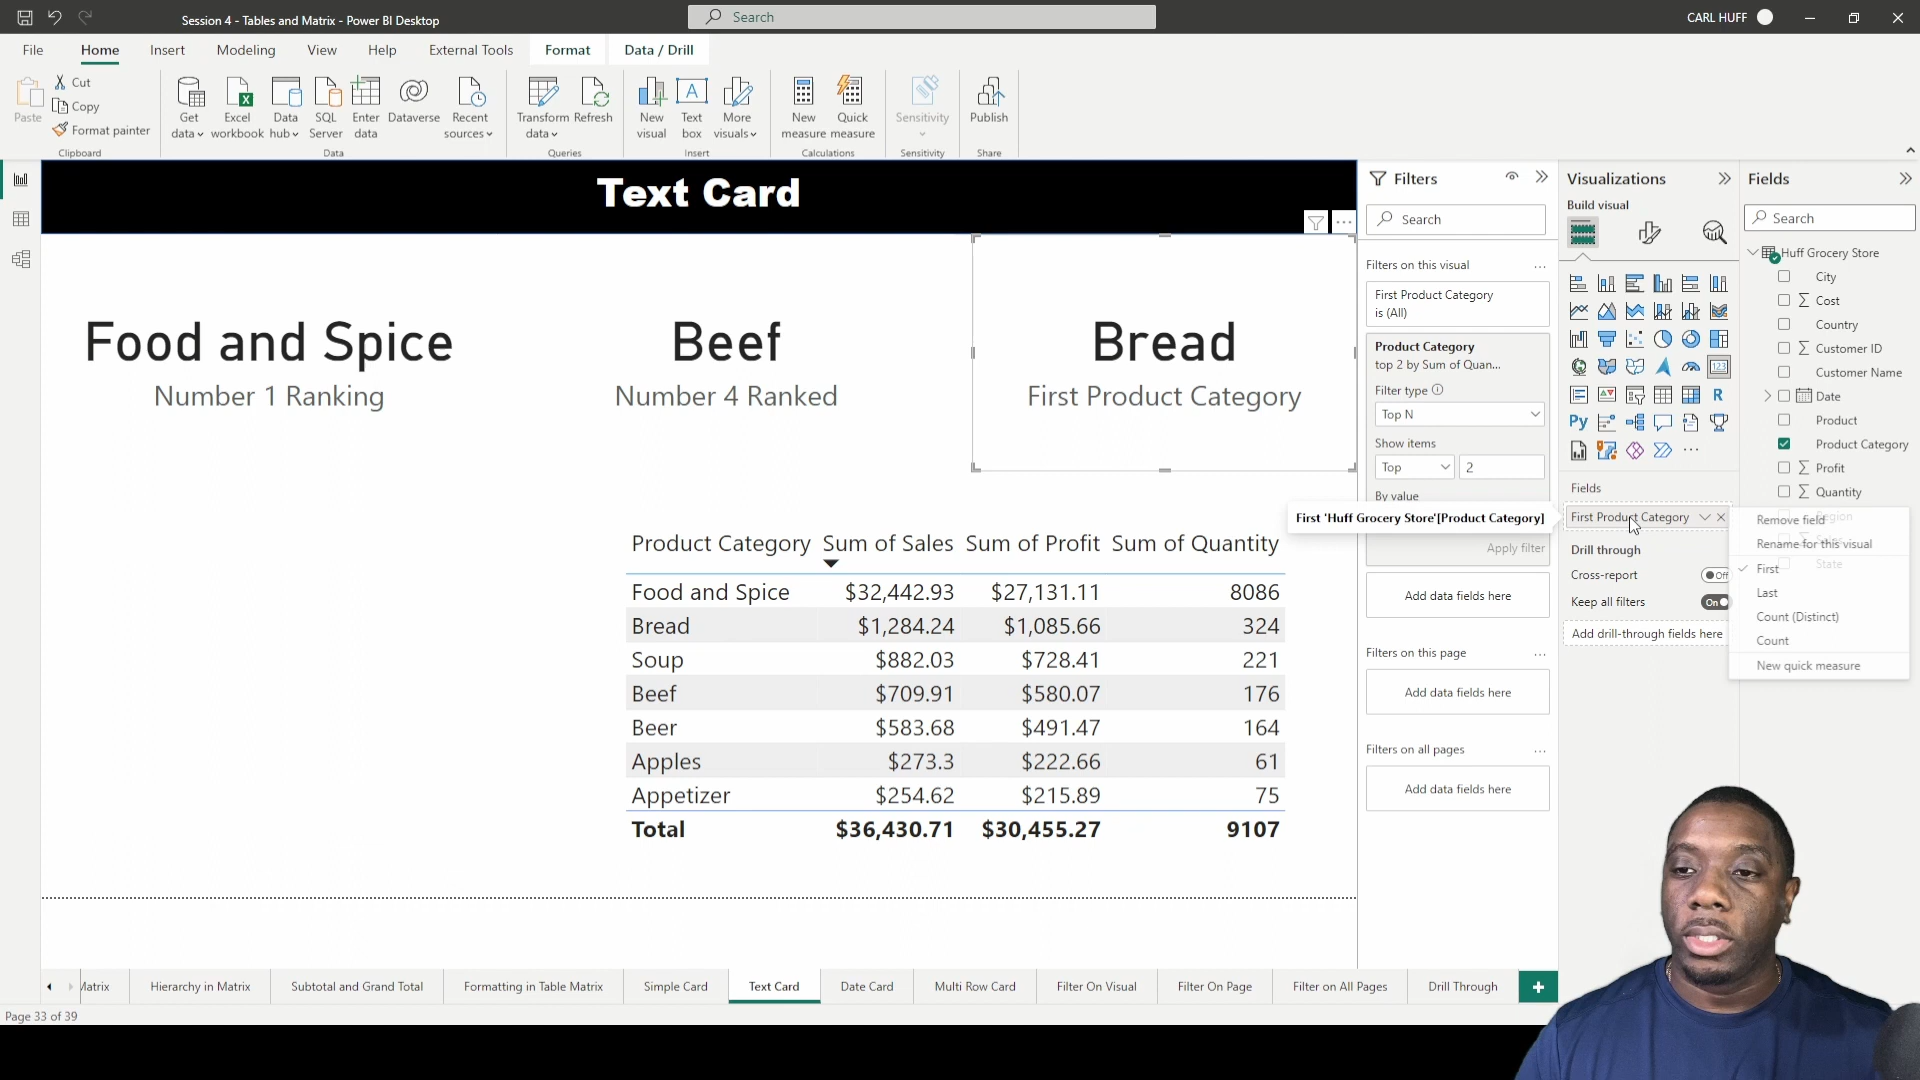 Session 4 - Tables and Matrix - Power BI Desktop
Search
CARL HUFF
File Home Insert Modeling View Help External Tools Format Data / Drill
Paste
Cut
Copy
Format painter
Clipboard
Get data
Excel workbook
Data hub
SQL Server
Enter data
Dataverse
Recent sources
Data
Transform data
Refresh
Queries
New visual
Text box
More visuals
Insert
New measure
Quick measure
Calculations
Sensitivity
Sensitivity
Publish
Share
Text Card
Food and Spice
Number 1 Ranking
Beef
Number 4 Ranked
Bread
First Product Category
Product Category Sum of Sales Sum of Profit Sum of Quantity
Food and Spice $32,442.93 $27,131.11 8086
Bread $1,284.24 $1,085.66 324
Soup $882.03 $728.41 221
Beef $709.91 $580.07 176
Beer $583.68 $491.47 164
Apples $273.3 $222.66 61
Appetizer $254.62 $215.89 75
Total $36,430.71 $30,455.27 9107
Filters
Search
Filters on this visual
First Product Category
is (All)
Product Category
top 2 by Sum of Quan...
Filter type
Top N
Show items
Top 2
By value
First 'Huff Grocery Store'[Product Category]
Apply filter
Add data fields here
Filters on this page
Add data fields here
Filters on all pages
Add data fields here
Visualizations
Build visual
123
R
Py
Fields
First Product Category
Drill through
Cross-report Off
Keep all filters On
Add drill-through fields here
Fields
Search
Huff Grocery Store
City
Cost
Country
Customer ID
Customer Name
Date
Product
Product Category
Profit
Quantity
Region
State
Remove field
Rename for this visual
First
Last
Count (Distinct)
Count
New quick measure
Matrix Hierarchy in Matrix Subtotal and Grand Total Formatting in Table Matrix Simple Card Text Card Date Card Multi Row Card Filter On Visual Filter On Page Filter on All Pages Drill Through
Page 33 of 39